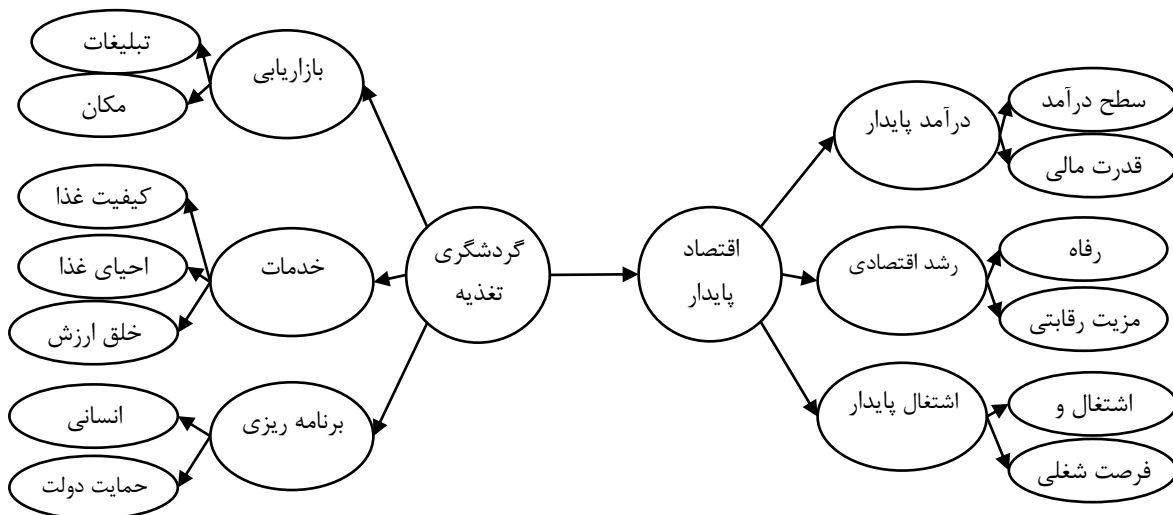 تبلیغات
بازاریابی
مکان
کیفیت غذا
احیای غذا
خدمات
خلق ارزش
انسانی
برنامه ریزی
حمایت دولت
گردشگری
تغذیه
اقتصاد
پایدار
درآمد پایدار
سطح درآمد
قدرت مالی
رشد اقتصادی
رفاه
مزیت رقابتی
اشتغال پایدار
اشتغال و
فرصت شغلی